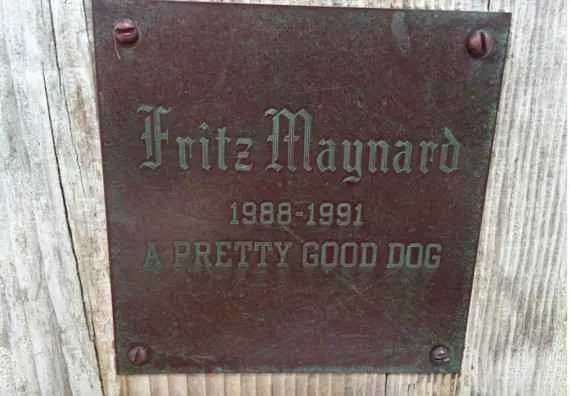 Fritz Maynard
1988-1991
A PRETTY GOOD DOG